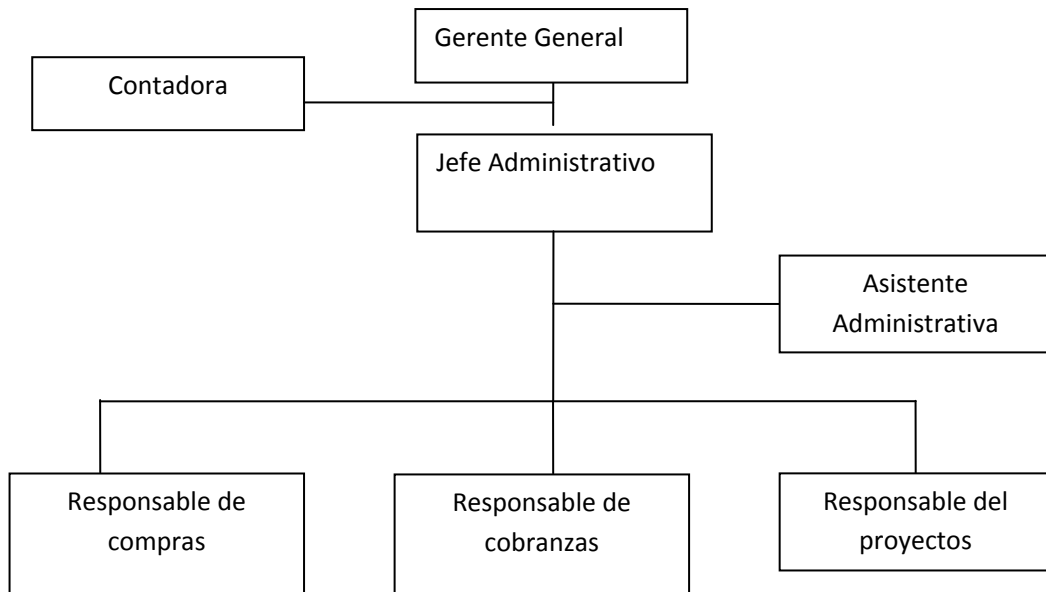 Gerente General
Contadora
Jefe Administrativo
Asistente
Administrativa
Responsable de
compras
Responsable de
cobranzas
Responsable del
proyectos